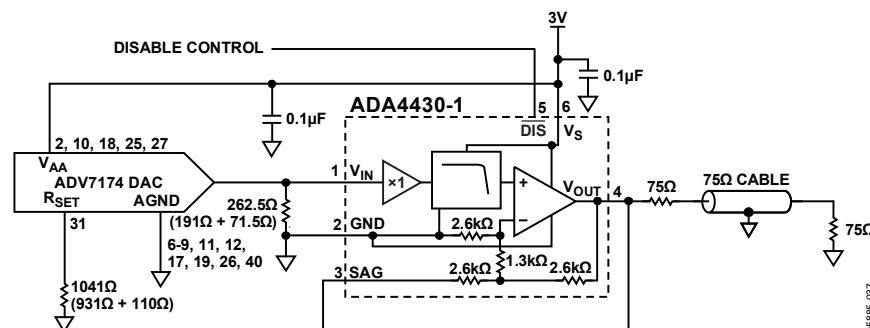 3V
DISABLE CONTROL
0.1µF
ADA4430-1
5
6
0.1µF
DIS
VS
2, 10, 18, 25, 27
VAA
ADV7174 DAC
RSET
AGND
31
1
VIN
×1
+
–
VOUT
4
75Ω
75Ω CABLE
75Ω
262.5Ω
(191Ω + 71.5Ω)
2
GND
2.6kΩ
1.3kΩ
6-9, 11, 12,
17, 19, 26, 40
3
SAG
2.6kΩ
2.6kΩ
1041Ω
(931Ω + 110Ω)